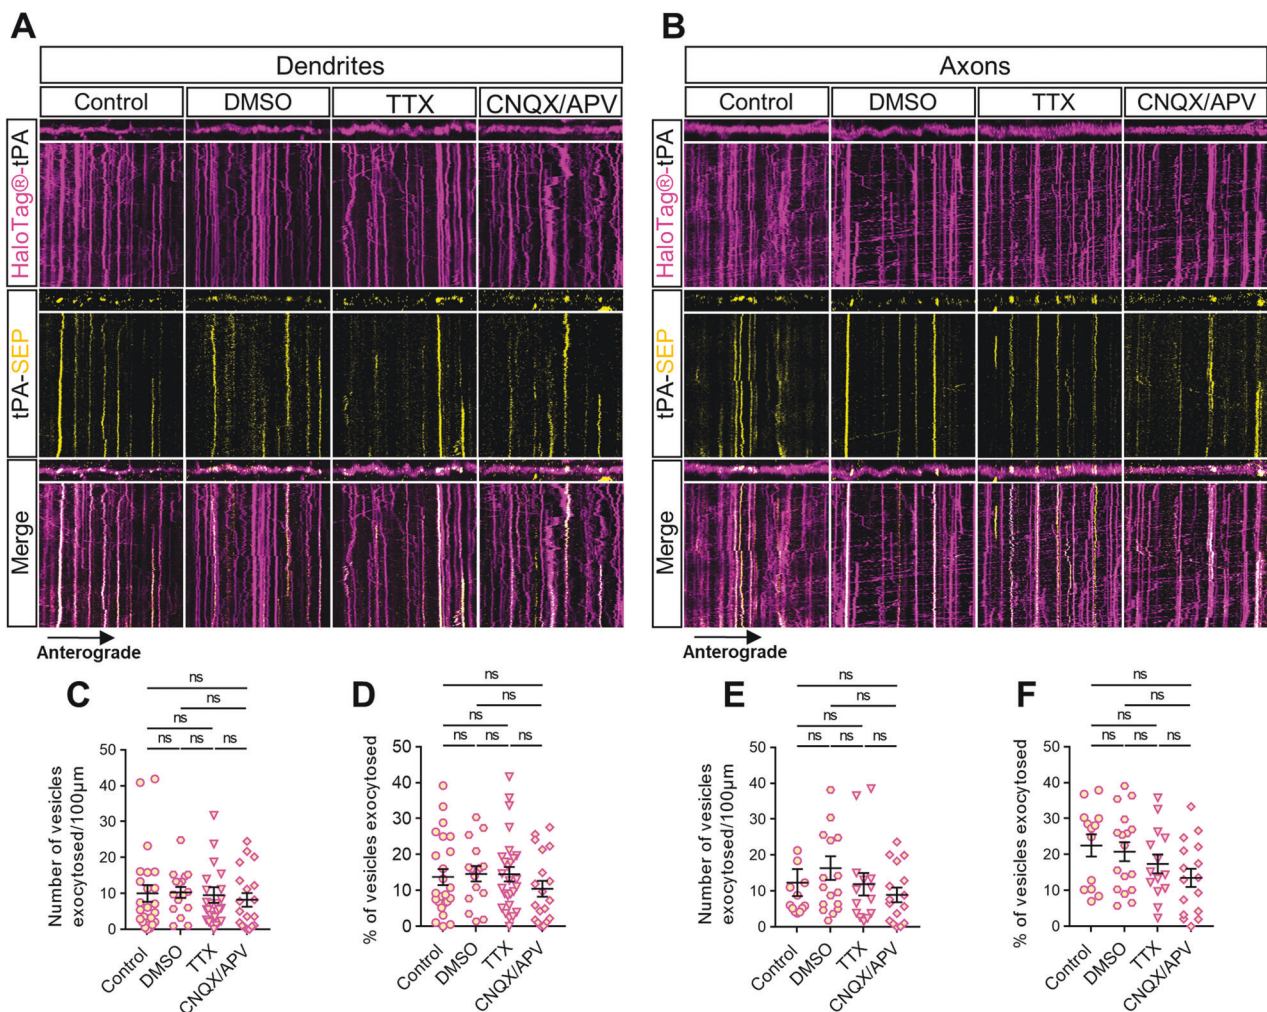 A
B
Dendrites
Axons
Control
DMSO
TTX
CNQX/APV
Control
DMSO
TTX
CNQX/APV
HaloTag®-tPA
HaloTag®-tPA
tPA-SEP
tPA-SEP
Merge
Merge
Anterograde
Anterograde
C
ns
ns
ns
ns
ns
ns
Number of vesicles
exocytosed/100µm
50
40
30
20
10
0
Control
DMSO
TTX
CNQX/APV
D
ns
ns
ns
ns
ns
ns
% of vesicles exocytosed
50
40
30
20
10
0
Control
DMSO
TTX
CNQX/APV
E
ns
ns
ns
ns
ns
ns
Number of vesicles
exocytosed/100µm
50
40
30
20
10
0
Control
DMSO
TTX
CNQX/APV
F
ns
ns
ns
ns
ns
ns
% of vesicles exocytosed
50
40
30
20
10
0
Control
DMSO
TTX
CNQX/APV